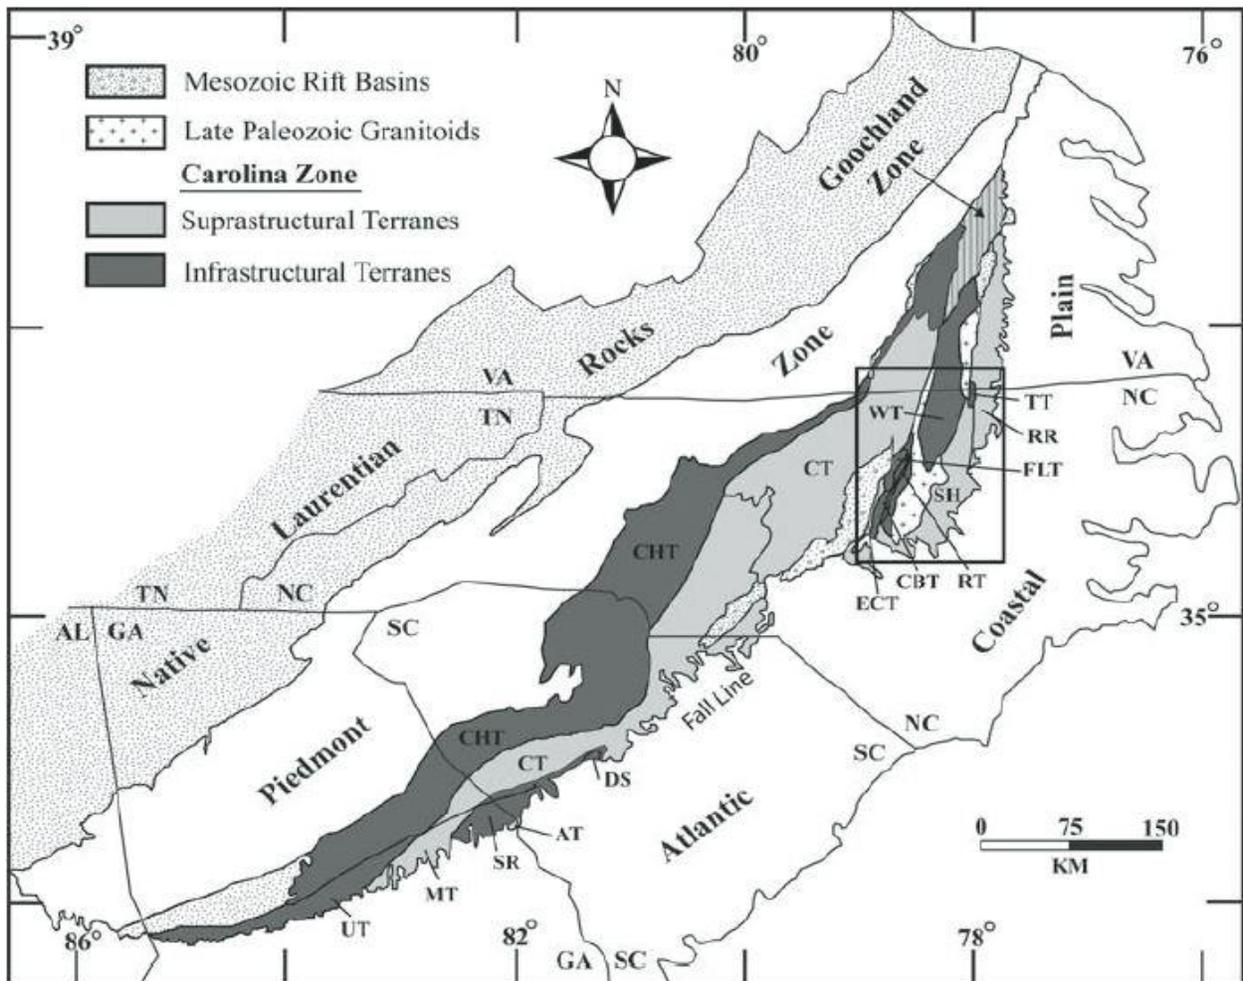 39°
80°
76°
Mesozoic Rift Basins
Late Paleozoic Granitoids
Carolina Zone
Suprastructural Terranes
Infrastructural Terranes
N
Goochland
Zone
Plain
Rocks
Zone
VA
TN
VA
NC
WT
TT
RR
FLT
CT
SH
Laurentian
CHT
CBT
RT
ECT
TN
NC
AL
GA
SC
Coastal
35°
Native
Fall Line
NC
SC
Piedmont
CHT
CT
DS
Atlantic
AT
SR
MT
UT
0
75
150
KM
86°
82°
78°
GA
SC